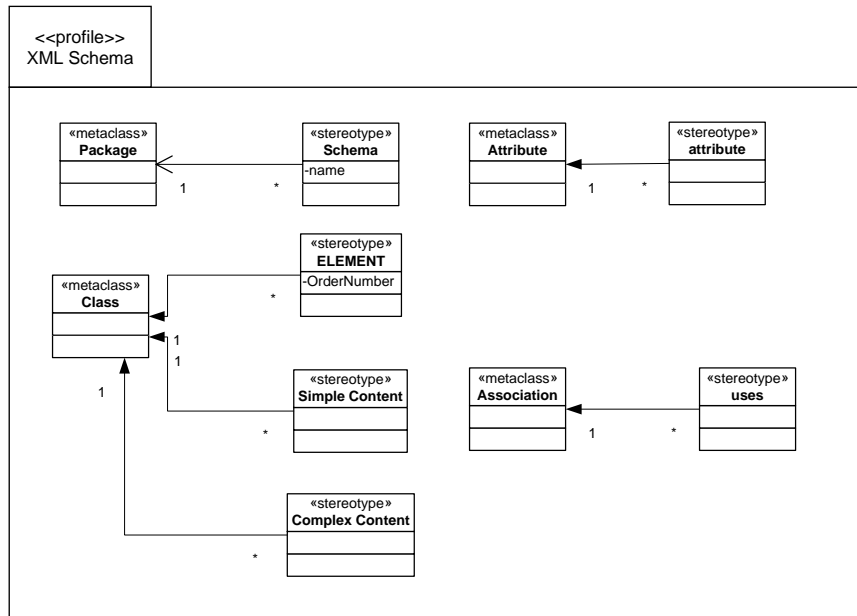 <<profile>>
XML Schema
«metaclass»
Package
«stereotype»
Schema
-name
1
*
«metaclass»
Attribute
«stereotype»
attribute
1
*
«stereotype»
ELEMENT
-OrderNumber
*
«metaclass»
Class
1
1
1
«stereotype»
Simple Content
*
«metaclass»
Association
«stereotype»
uses
1
*
«stereotype»
Complex Content
*